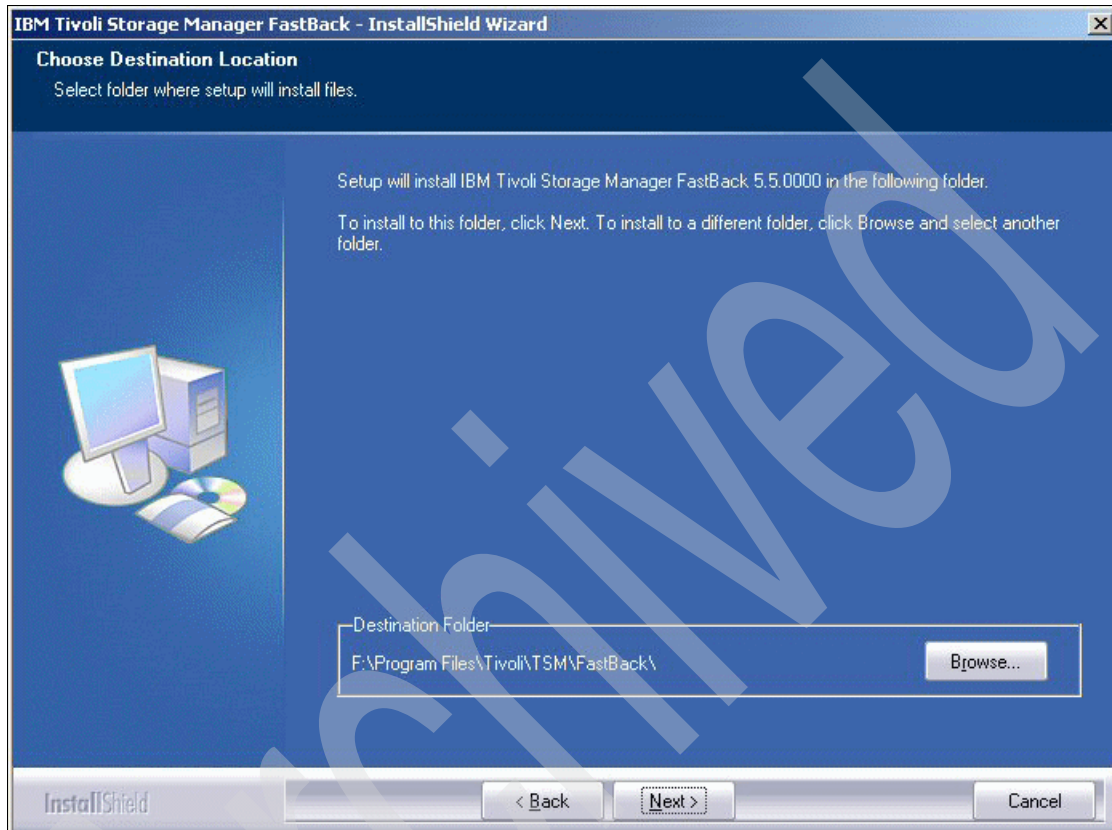 IBM Tivoli Storage Manager FastBack - InstallShield Wizard
Choose Destination Location
Select folder where setup will install files.
Setup will install IBM Tivoli Storage Manager FastBack 5.5.0000 in the following folder.
To install to this folder, click Next. To install to a different folder, click Browse and select another
folder.
Destination Folder
F:\Program Files\Tivoli\TSM\FastBack\
Browse...
InstallShield
< Back
Next >
Cancel